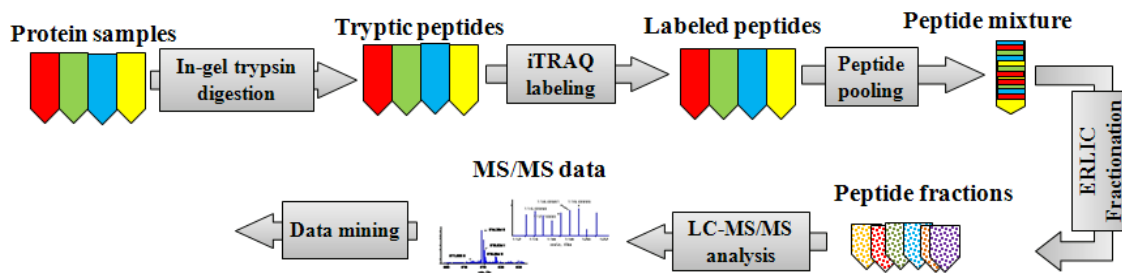 Protein samples
In-gel trypsin
digestion
Tryptic peptides
iTRAQ
labeling
Labeled peptides
Peptide
pooling
Peptide mixture
ERLIC
Fractionation
Peptide fractions
LC-MS/MS
analysis
MS/MS data
Data mining